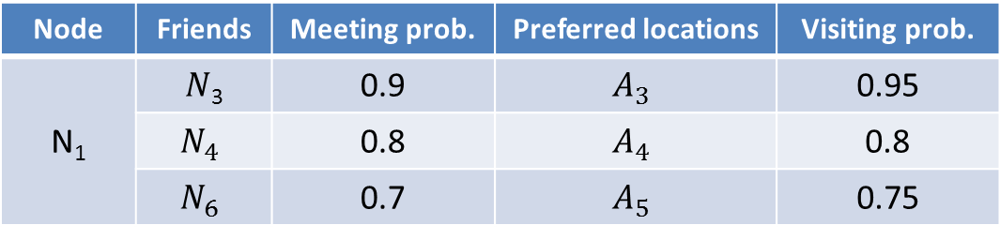 Node Friends Meeting prob. Preferred locations Visiting prob.
N₃ 0.9 A₃ 0.95
N₁ N₄ 0.8 A₄ 0.8
N₆ 0.7 A₅ 0.75